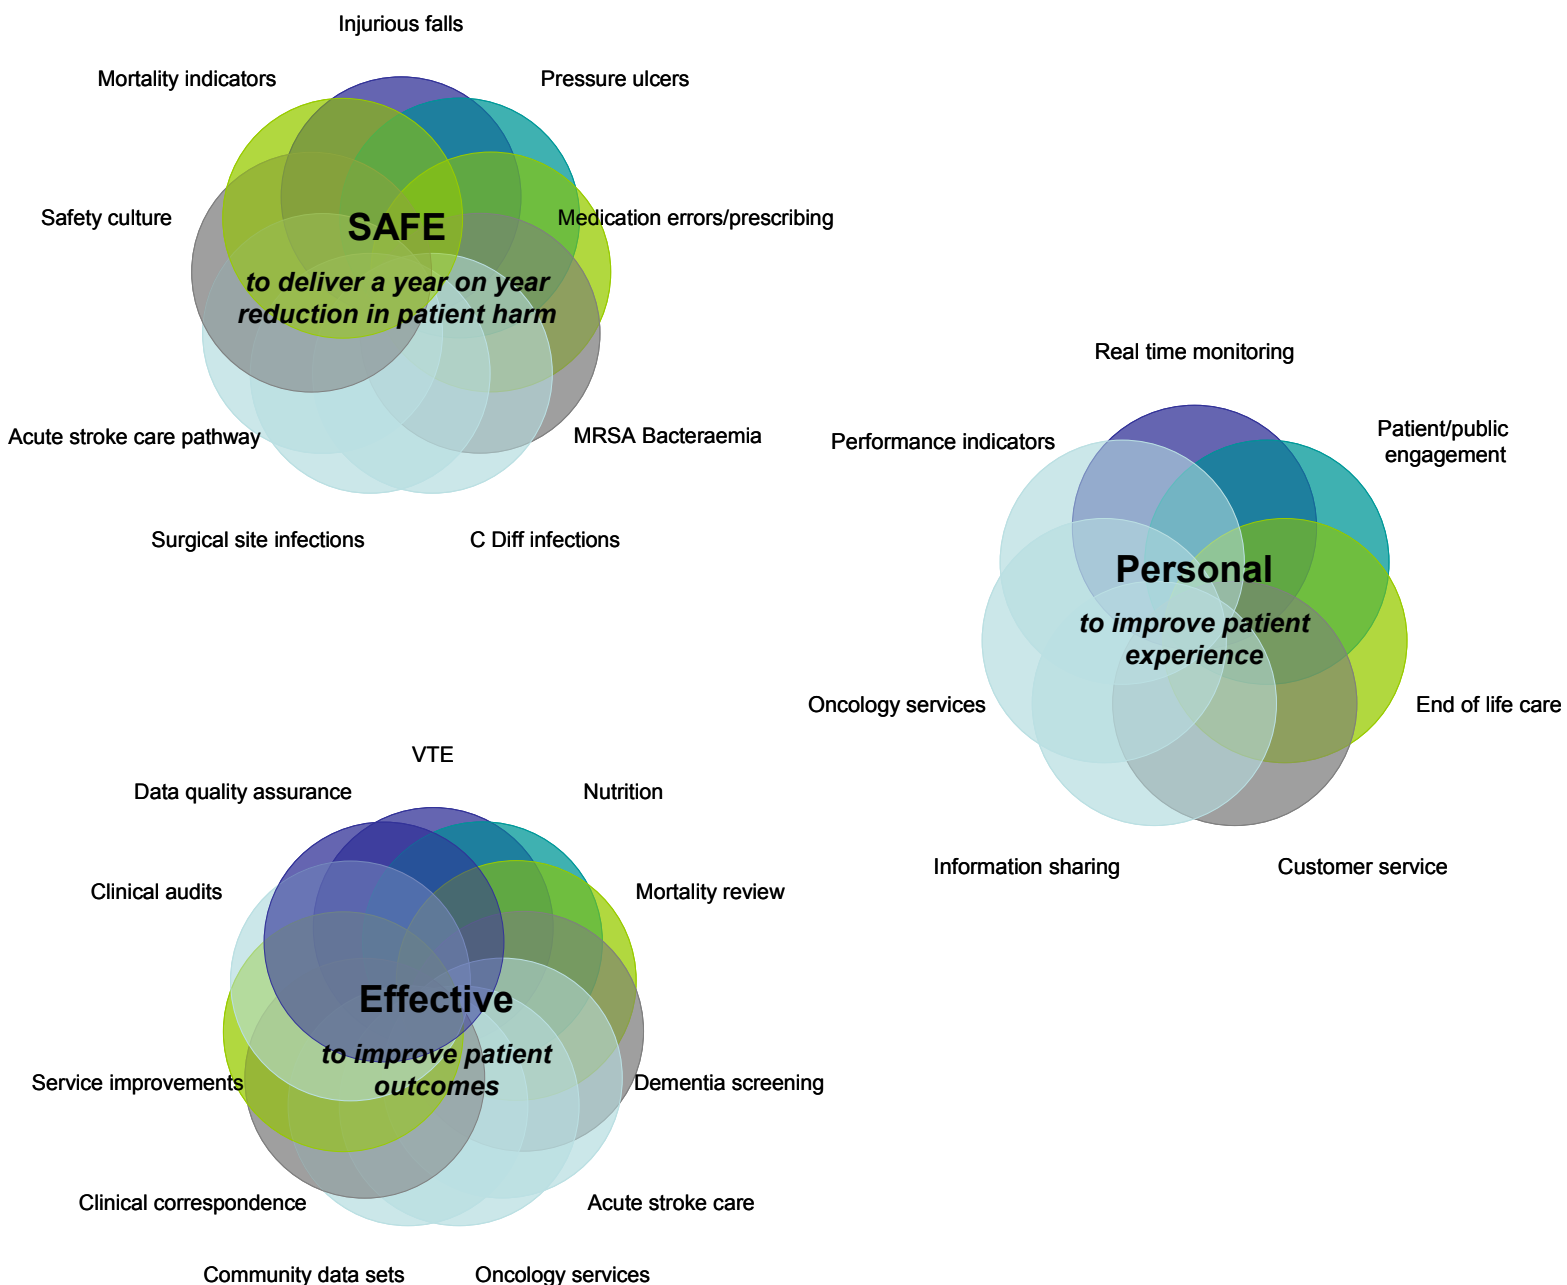 Injurious falls
Mortality indicators
Pressure ulcers
Safety culture
SAFE
Medication errors/prescribing
to deliver a year on year
reduction in patient harm
Acute stroke care pathway
MRSA Bacteraemia
Surgical site infections
C Diff infections
Real time monitoring
Performance indicators
Patient/public
engagement
Personal
to improve patient
experience
Oncology services
End of life care
Information sharing
Customer service
VTE
Data quality assurance
Nutrition
Clinical audits
Mortality review
Effective
to improve patient
outcomes
Service improvements
Dementia screening
Clinical correspondence
Acute stroke care
Community data sets
Oncology services